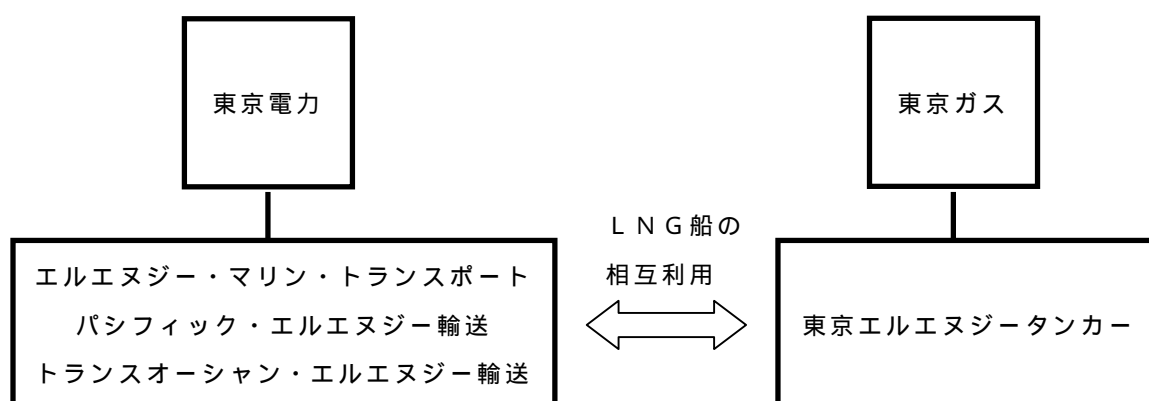 東京電力
東京ガス
ＬＮＧ船の
相互利用
エルエヌジー・マリン・トランスポート
パシフィック・エルエヌジー輸送
トランスオーシャン・エルエヌジー輸送
東京エルエヌジータンカー